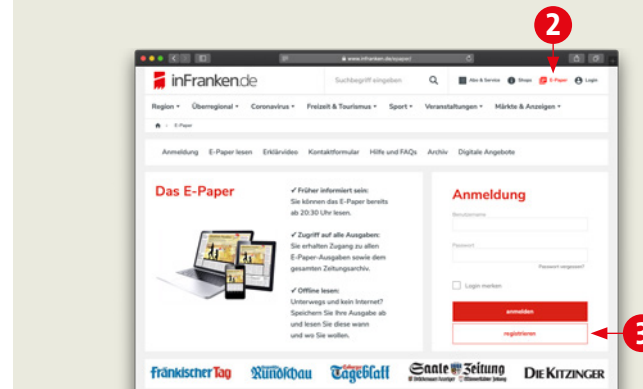 2
www.infranken.de/epaper/
inFranken.de
Suchbegriff eingeben
Abo & Service
Shops
E-Paper
Login
Region
Überregional
Coronavirus
Freizeit & Tourismus
Sport
Veranstaltungen
Märkte & Anzeigen
E-Paper
Anmeldung E-Paper lesen Erklärvideo Kontaktformular Hilfe und FAQs Archiv Digitale Angebote
Das E-Paper
✓ Früher informiert sein:
Sie können das E-Paper bereits
ab 20:30 Uhr lesen.
✓ Zugriff auf alle Ausgaben:
Sie erhalten Zugang zu allen
E-Paper-Ausgaben sowie dem
gesamten Zeitungsarchiv.
✓ Offline lesen:
Unterwegs und kein Internet?
Speichern Sie Ihre Ausgabe ab
und lesen Sie diese wann
und wo Sie wollen.
Anmeldung
Benutzername
Passwort
Passwort vergessen?
Login merken
anmelden
registrieren
3
fränkischer Tag
Rundschau
Tageblatt
Saale Zeitung
DIE KITZINGER